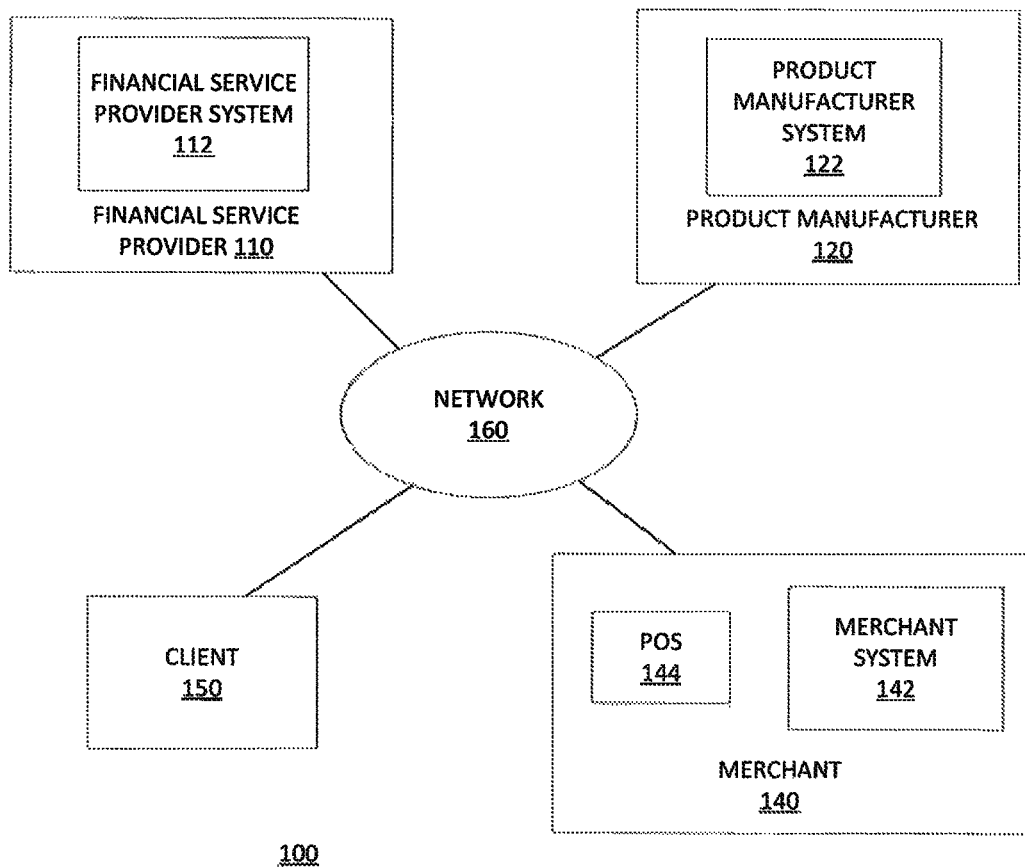 FINANCIAL SERVICE
PROVIDER SYSTEM
112
FINANCIAL SERVICE
PROVIDER 110
PRODUCT
MANUFACTURER
SYSTEM
122
PRODUCT MANUFACTURER
120
NETWORK
160
CLIENT
150
POS
144
MERCHANT
SYSTEM
142
MERCHANT
140
100